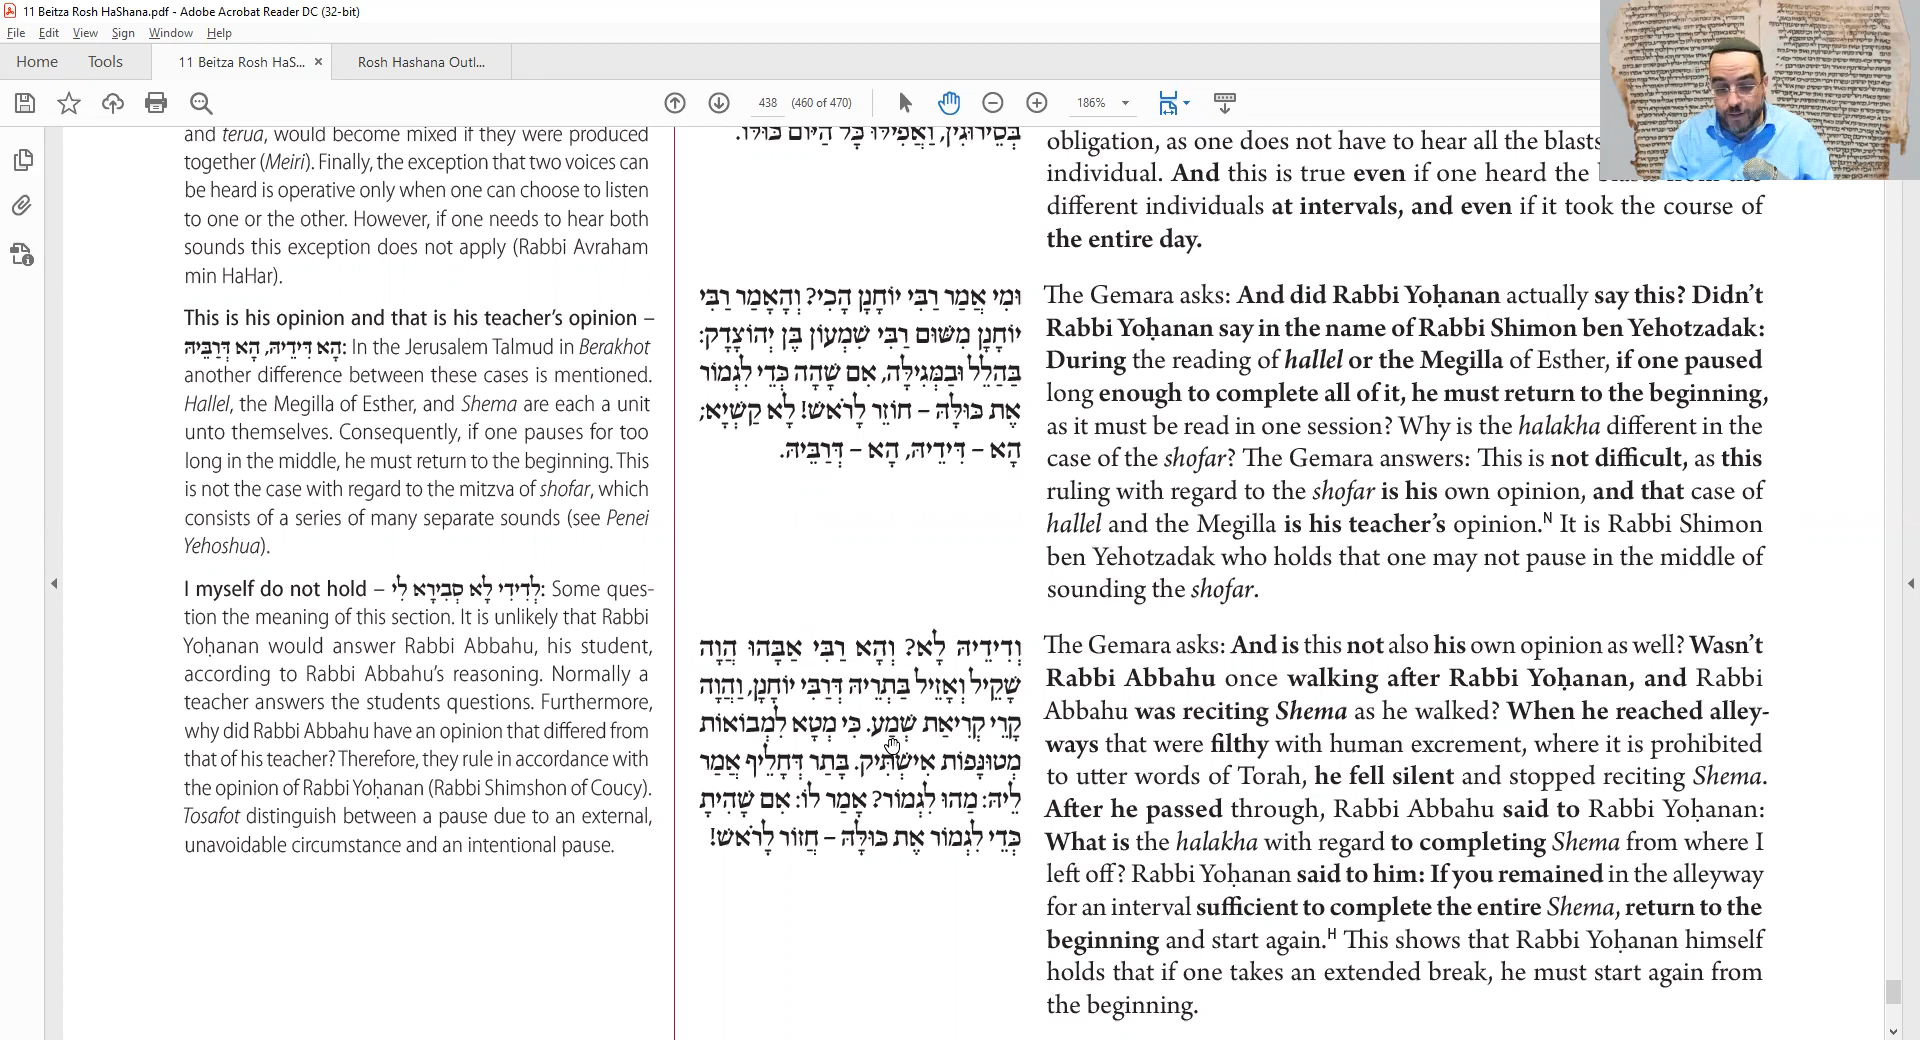 11 Beitza Rosh HaShana.pdf - Adobe Acrobat Reader DC (32-bit)
File Edit View Sign Window Help
Home Tools 11 Beitza Rosh HaS... × Rosh Hashana Outl...
438 (460 of 470) 186%
and terua, would become mixed if they were produced
together (Meiri). Finally, the exception that two voices can
be heard is operative only when one can choose to listen
to one or the other. However, if one needs to hear both
sounds this exception does not apply (Rabbi Avraham
min HaHar).
This is his opinion and that is his teacher's opinion –
הָא דִּידֵיהּ, הָא דְּרַבֵּיהּ: In the Jerusalem Talmud in Berakhot
another difference between these cases is mentioned.
Hallel, the Megilla of Esther, and Shema are each a unit
unto themselves. Consequently, if one pauses for too
long in the middle, he must return to the beginning. This
is not the case with regard to the mitzva of shofar, which
consists of a series of many separate sounds (see Penei
Yehoshua).
I myself do not hold – לְדִידִי לָא סְבִירָא לִי: Some ques-
tion the meaning of this section. It is unlikely that Rabbi
Yoḥanan would answer Rabbi Abbahu, his student,
according to Rabbi Abbahu's reasoning. Normally a
teacher answers the students questions. Furthermore,
why did Rabbi Abbahu have an opinion that differed from
that of his teacher? Therefore, they rule in accordance with
the opinion of Rabbi Yoḥanan (Rabbi Shimshon of Coucy).
Tosafot distinguish between a pause due to an external,
unavoidable circumstance and an intentional pause.
בְּסֵירוּגִין, וַאֲפִילּוּ כָּל הַיּוֹם כּוּלּוֹ.
וּמִי אֲמַר רַבִּי יוֹחָנָן הָכִי? וְהָאָמַר רַבִּי
יוֹחָנָן מִשּׁוּם רַבִּי שִׁמְעוֹן בֶּן יְהוֹצָדָק:
בְּהַלֵּל וּבִמְגִילָּה, אִם שָׁהָה כְּדֵי לִגְמוֹר
אֶת כּוּלָּהּ – חוֹזֵר לָרֹאשׁ! לָא קַשְׁיָא;
הָא – דִּידֵיהּ, הָא – דְּרַבֵּיהּ.
וְדִידֵיהּ לָא? וְהָא רַבִּי אַבָּהוּ הֲוָה
שָׁקֵיל וְאָזֵיל בַּתְרֵיהּ דְּרַבִּי יוֹחָנָן, וַהֲוָה
קָרֵי קְרִיאַת שְׁמַע. כִּי מְטָא לִמְבוֹאוֹת
מְטוּנָּפוֹת אִישְׁתִּיק. בָּתַר דְּחָלֵיף אֲמַר
לֵיהּ: מַהוּ לִגְמוֹר? אָמַר לוֹ: אִם שָׁהִיתָ
כְּדֵי לִגְמוֹר אֶת כּוּלָּהּ – חֲזוֹר לָרֹאשׁ!
obligation, as one does not have to hear all the blasts
individual. And this is true even if one heard the
different individuals at intervals, and even if it took the course of
the entire day.
The Gemara asks: And did Rabbi Yoḥanan actually say this? Didn't
Rabbi Yoḥanan say in the name of Rabbi Shimon ben Yehotzadak:
During the reading of hallel or the Megilla of Esther, if one paused
long enough to complete all of it, he must return to the beginning,
as it must be read in one session? Why is the halakha different in the
case of the shofar? The Gemara answers: This is not difficult, as this
ruling with regard to the shofar is his own opinion, and that case of
hallel and the Megilla is his teacher's opinion.N It is Rabbi Shimon
ben Yehotzadak who holds that one may not pause in the middle of
sounding the shofar.
The Gemara asks: And is this not also his own opinion as well? Wasn't
Rabbi Abbahu once walking after Rabbi Yoḥanan, and Rabbi
Abbahu was reciting Shema as he walked? When he reached alley-
ways that were filthy with human excrement, where it is prohibited
to utter words of Torah, he fell silent and stopped reciting Shema.
After he passed through, Rabbi Abbahu said to Rabbi Yoḥanan:
What is the halakha with regard to completing Shema from where I
left off? Rabbi Yoḥanan said to him: If you remained in the alleyway
for an interval sufficient to complete the entire Shema, return to the
beginning and start again.H This shows that Rabbi Yoḥanan himself
holds that if one takes an extended break, he must start again from
the beginning.